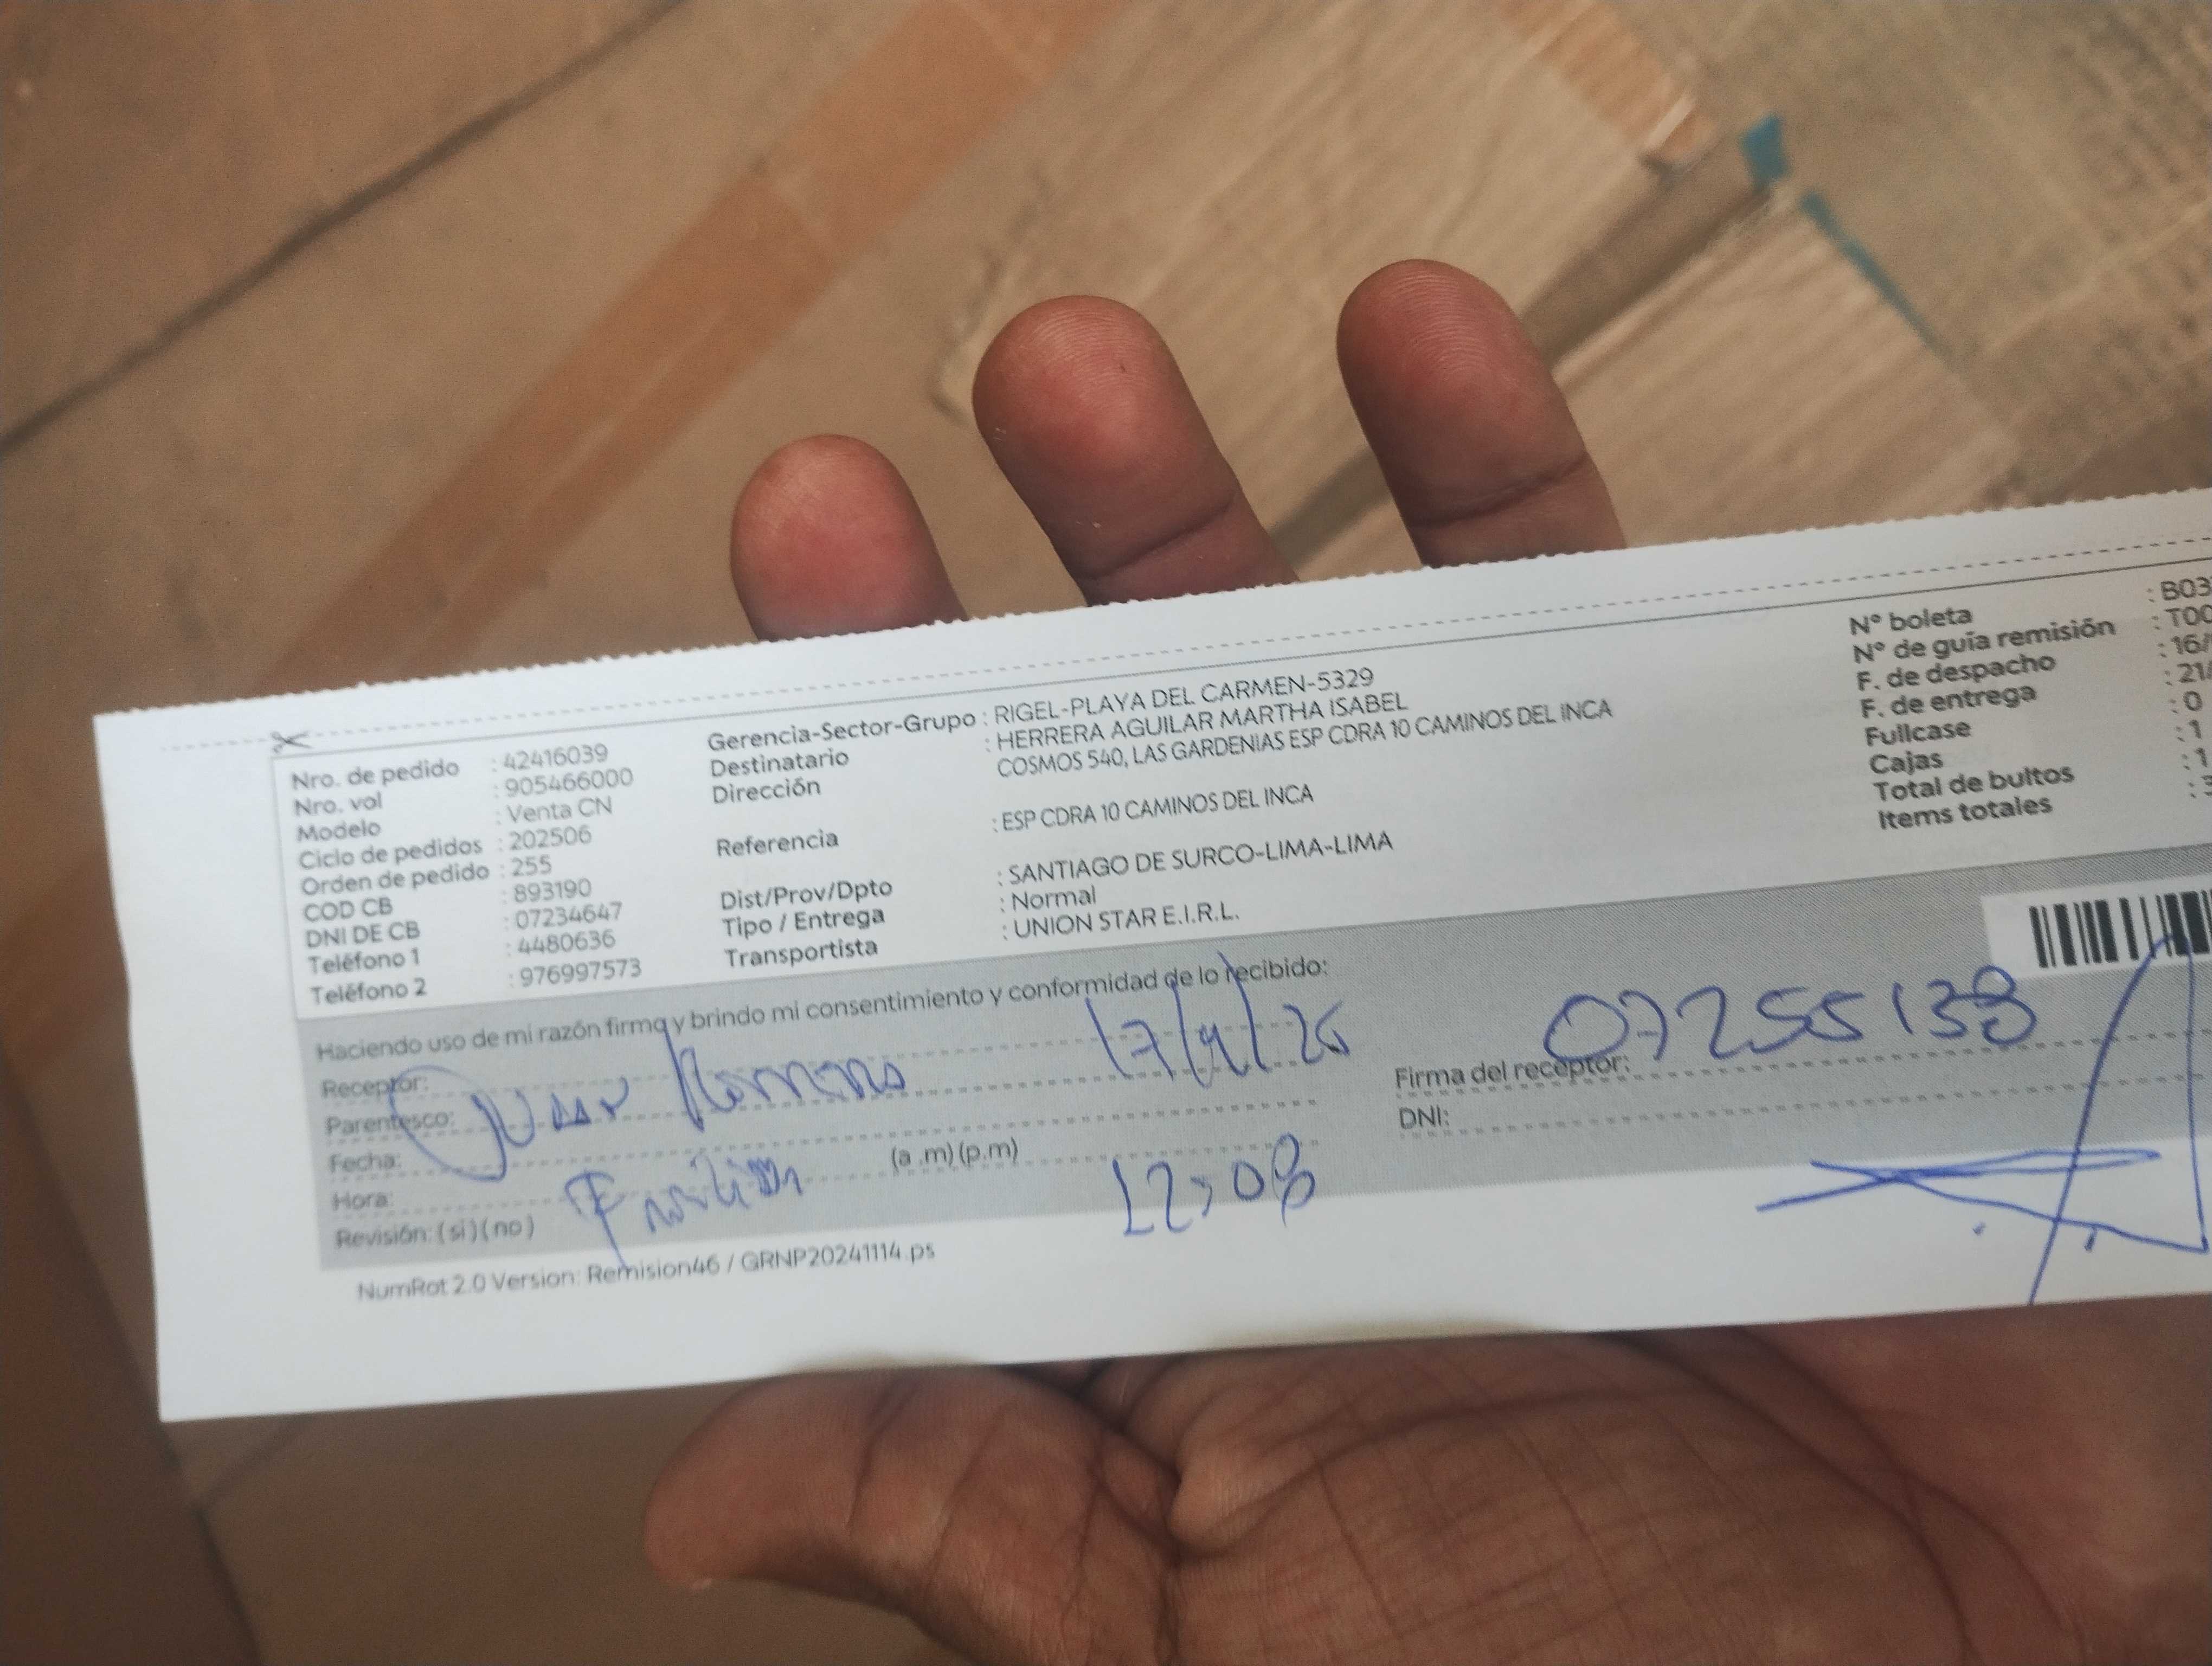 Nro. de pedido : 42416039
Nro. vol : 905466000
Modelo : Venta CN
Ciclo de pedidos : 202506
Orden de pedido : 255
COD CB : 893190
DNI DE CB : 07234647
Teléfono 1 : 4480636
Teléfono 2 : 976997573
Gerencia-Sector-Grupo : RIGEL-PLAYA DEL CARMEN-5329
Destinatario : HERRERA AGUILAR MARTHA ISABEL
Dirección COSMOS 540, LAS GARDENIAS ESP CDRA 10 CAMINOS DEL INCA
Referencia : ESP CDRA 10 CAMINOS DEL INCA
Dist/Prov/Dpto : SANTIAGO DE SURCO-LIMA-LIMA
Tipo / Entrega : Normal
Transportista : UNION STAR E.I.R.L.
N° boleta : B03
N° de guía remisión : T00
F. de despacho : 16/
F. de entrega : 21/
Fullcase : 0
Cajas : 1
Total de bultos : 1
Items totales : 3
Haciendo uso de mi razón firmo y brindo mi consentimiento y conformidad de lo recibido:
Receptor:
Parentesco:
Fecha:
Hora: (a .m) (p.m)
Revisión: ( si ) ( no )
12:08
Firma del receptor: 07255138
DNI:
NumRot 2.0 Version: Remision46 / GRNP20241114.ps